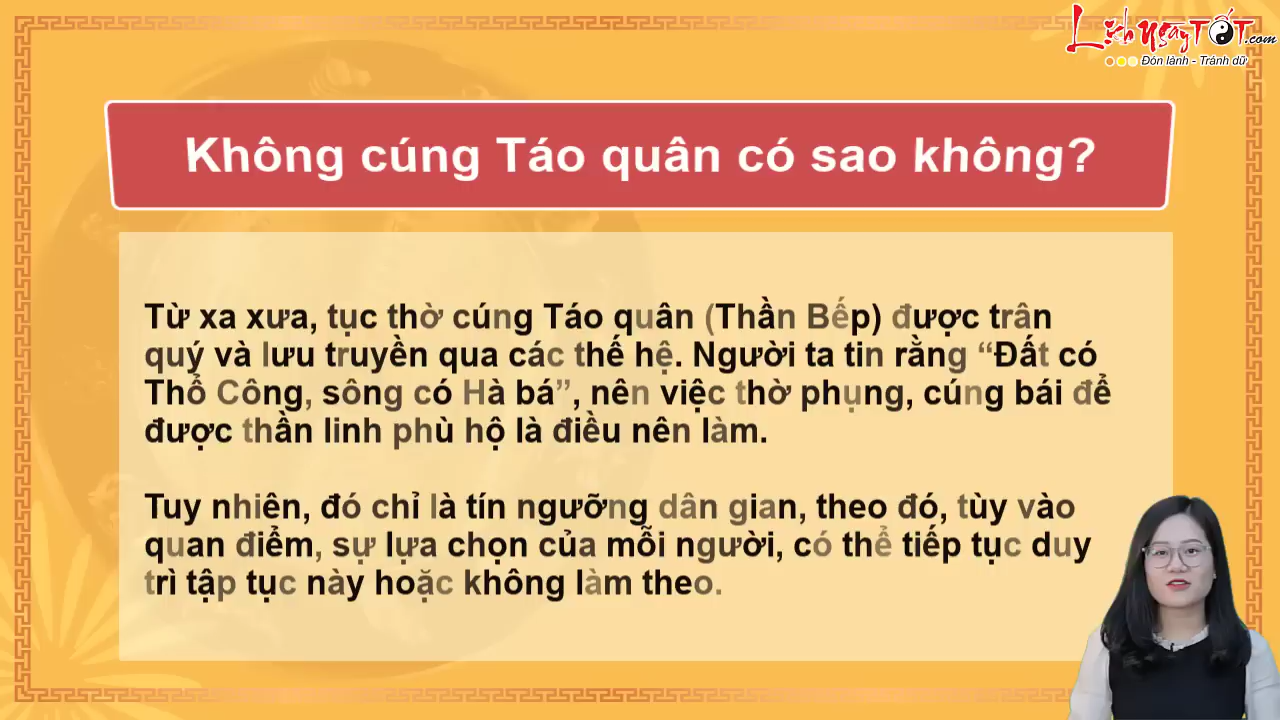 LịchngàyTỐT.com
Đón lành - Tránh dữ
Không cúng Táo quân có sao không?
Từ xa xưa, tục thờ cúng Táo quân (Thần Bếp) được trân
quý và lưu truyền qua các thế hệ. Người ta tin rằng “Đất có
Thổ Công, sông có Hà bá”, nên việc thờ phụng, cúng bái để
được thần linh phù hộ là điều nên làm.
Tuy nhiên, đó chỉ là tín ngưỡng dân gian, theo đó, tùy vào
quan điểm, sự lựa chọn của mỗi người, có thể tiếp tục duy
trì tập tục này hoặc không làm theo.